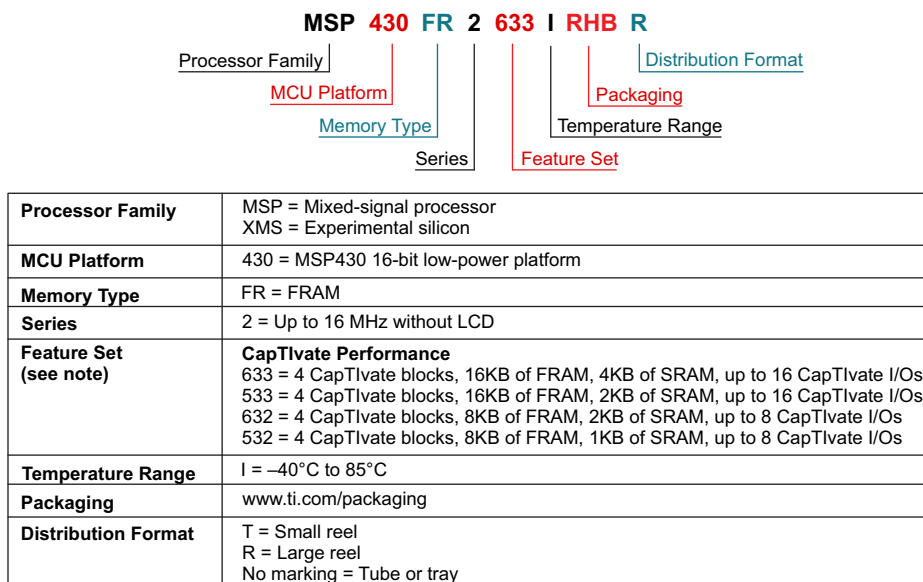 MSP 430 FR 2 633 I RHB R
Processor Family
Distribution Format
MCU Platform
Packaging
Memory Type
Temperature Range
Series
Feature Set
Processor Family
MSP = Mixed-signal processor
XMS = Experimental silicon
MCU Platform
430 = MSP430 16-bit low-power platform
Memory Type
FR = FRAM
Series
2 = Up to 16 MHz without LCD
Feature Set
(see note)
CapTIvate Performance
633 = 4 CapTIvate blocks, 16KB of FRAM, 4KB of SRAM, up to 16 CapTIvate I/Os
533 = 4 CapTIvate blocks, 16KB of FRAM, 2KB of SRAM, up to 16 CapTIvate I/Os
632 = 4 CapTIvate blocks, 8KB of FRAM, 2KB of SRAM, up to 8 CapTIvate I/Os
532 = 4 CapTIvate blocks, 8KB of FRAM, 1KB of SRAM, up to 8 CapTIvate I/Os
Temperature Range
I = –40°C to 85°C
Packaging
www.ti.com/packaging
Distribution Format
T = Small reel
R = Large reel
No marking = Tube or tray